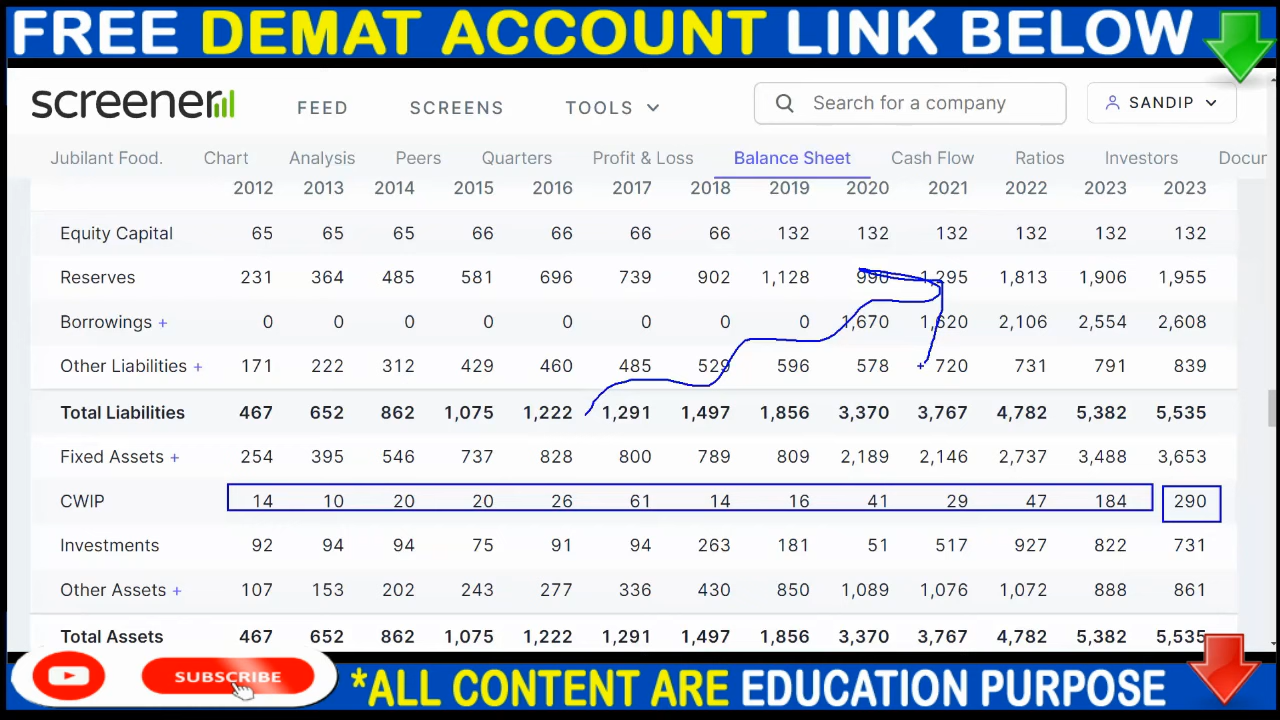 FREE DEMAT ACCOUNT LINK BELOW
screener FEED SCREENS TOOLS Search for a company SANDIP
Jubilant Food. Chart Analysis Peers Quarters Profit & Loss Balance Sheet Cash Flow Ratios Investors Docur
2012 2013 2014 2015 2016 2017 2018 2019 2020 2021 2022 2023 2023
Equity Capital 65 65 65 66 66 66 66 132 132 132 132 132 132
Reserves 231 364 485 581 696 739 902 1,128 990 1,295 1,813 1,906 1,955
Borrowings + 0 0 0 0 0 0 0 0 1,670 1,620 2,106 2,554 2,608
Other Liabilities + 171 222 312 429 460 485 529 596 578 720 731 791 839
Total Liabilities 467 652 862 1,075 1,222 1,291 1,497 1,856 3,370 3,767 4,782 5,382 5,535
Fixed Assets + 254 395 546 737 828 800 789 809 2,189 2,146 2,737 3,488 3,653
CWIP 14 10 20 20 26 61 14 16 41 29 47 184 290
Investments 92 94 94 75 91 94 263 181 51 517 927 822 731
Other Assets + 107 153 202 243 277 336 430 850 1,089 1,076 1,072 888 861
Total Assets 467 652 862 1,075 1,222 1,291 1,497 1,856 3,370 3,767 4,782 5,382 5,535
SUBSCRIBE *ALL CONTENT ARE EDUCATION PURPOSE